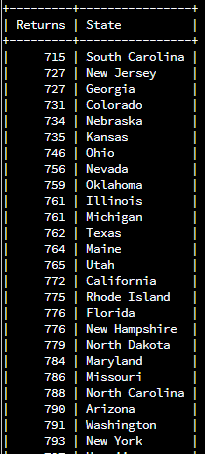 +---------+----------------+
| Returns | State          |
+---------+----------------+
|     715 | South Carolina |
|     727 | New Jersey     |
|     727 | Georgia        |
|     731 | Colorado       |
|     734 | Nebraska       |
|     735 | Kansas         |
|     746 | Ohio           |
|     756 | Nevada         |
|     759 | Oklahoma       |
|     761 | Illinois       |
|     761 | Michigan       |
|     762 | Texas          |
|     764 | Maine          |
|     765 | Utah           |
|     772 | California     |
|     775 | Rhode Island   |
|     776 | Florida        |
|     776 | New Hampshire  |
|     779 | North Dakota   |
|     784 | Maryland       |
|     786 | Missouri       |
|     788 | North Carolina |
|     790 | Arizona        |
|     791 | Washington     |
|     793 | New York       |